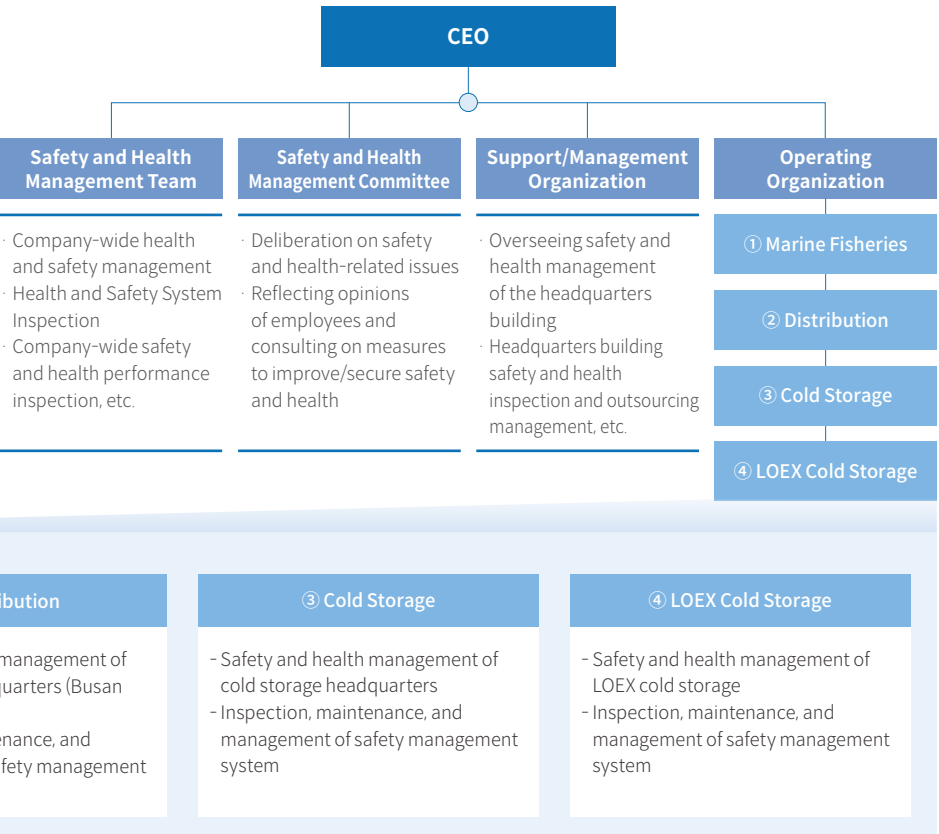 CEO
Safety and Health
Management Team
· Company-wide health
and safety management
· Health and Safety System
Inspection
· Company-wide safety
and health performance
inspection, etc.
Safety and Health
Management Committee
· Deliberation on safety
and health-related issues
· Reflecting opinions
of employees and
consulting on measures
to improve/secure safety
and health
Support/Management
Organization
· Overseeing safety and
health management
of the headquarters
building
· Headquarters building
safety and health
inspection and outsourcing
management, etc.
Operating
Organization
① Marine Fisheries
② Distribution
③ Cold Storage
④ LOEX Cold Storage
management of
(Busan
and
management
③ Cold Storage
- Safety and health management of
cold storage headquarters
- Inspection, maintenance, and
management of safety management
system
④ LOEX Cold Storage
- Safety and health management of
LOEX cold storage
- Inspection, maintenance, and
management of safety management
system